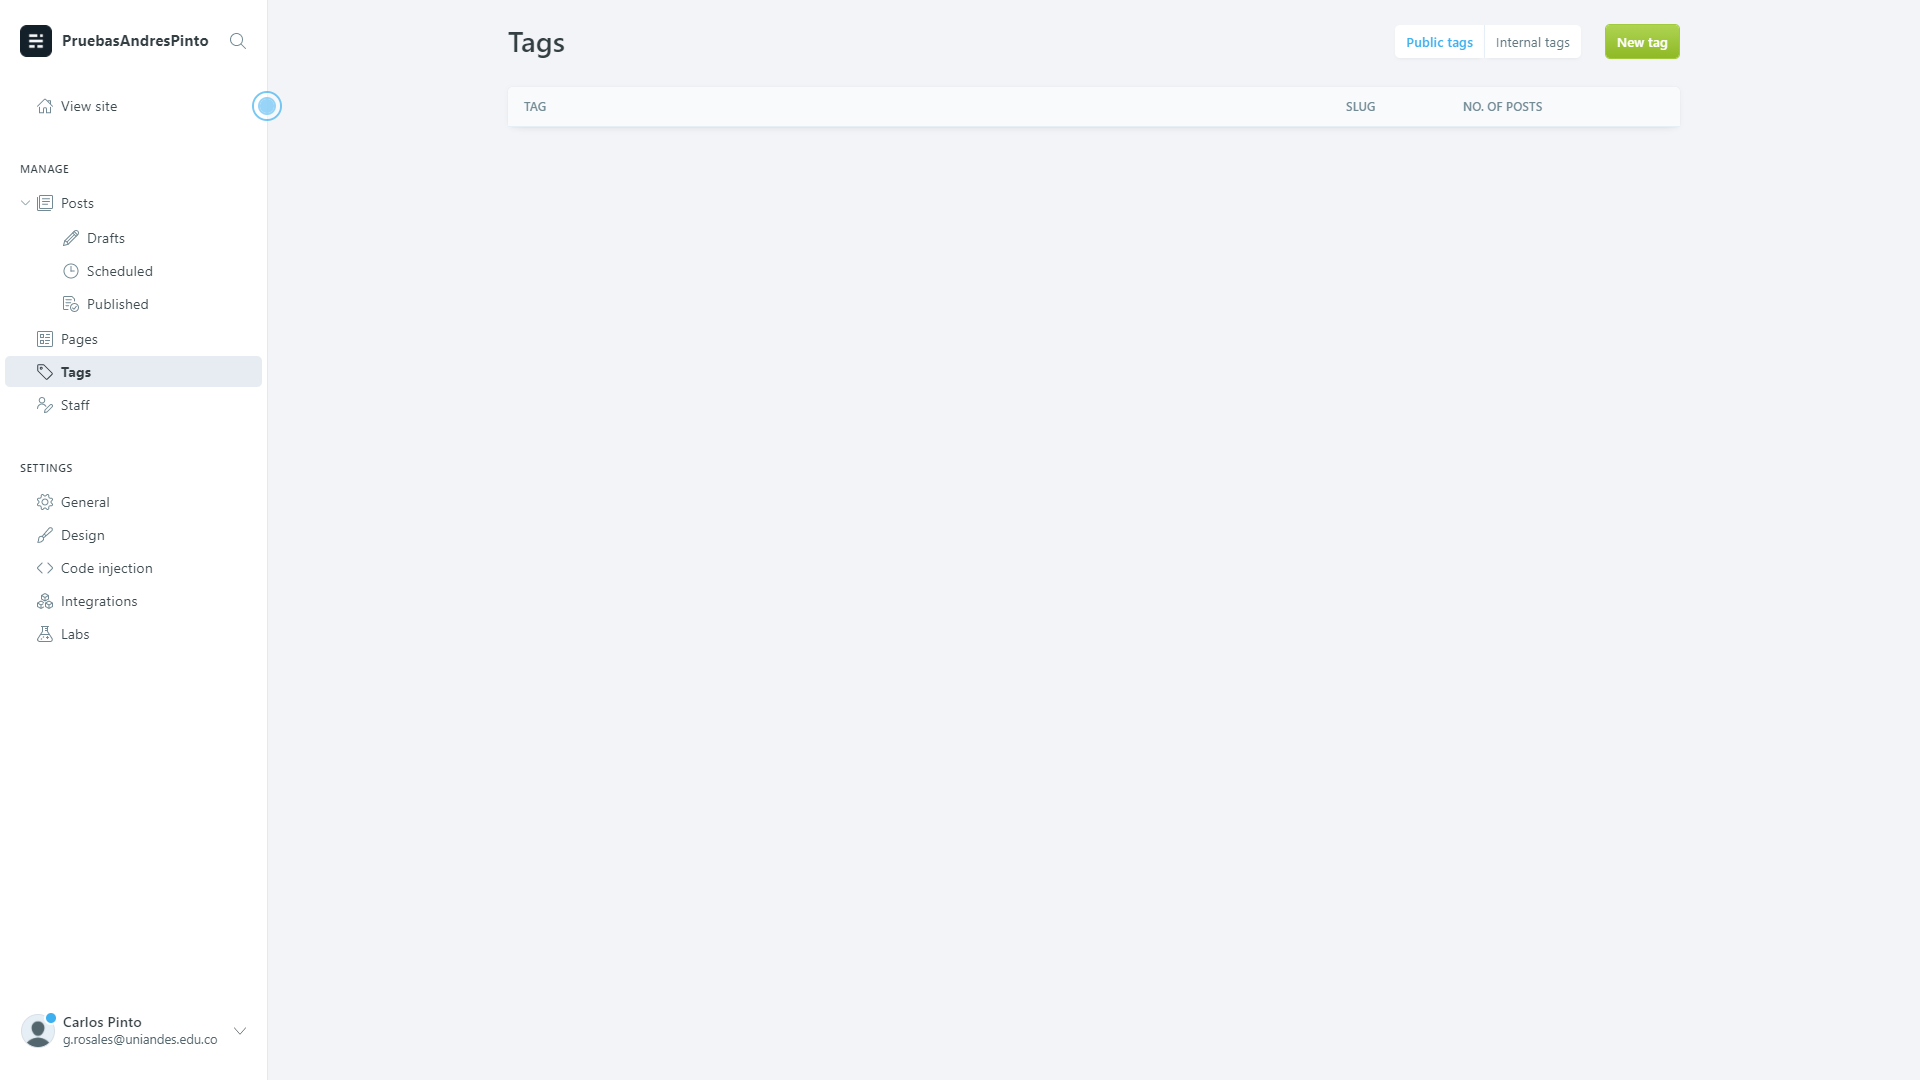 PruebasAndresPinto
View site
MANAGE
Posts
Drafts
Scheduled
Published
Pages
Tags
Staff
SETTINGS
General
Design
Code injection
Integrations
Labs
Carlos Pinto
g.rosales@uniandes.edu.co
Tags
Public tags
Internal tags
New tag
TAG
SLUG
NO. OF POSTS